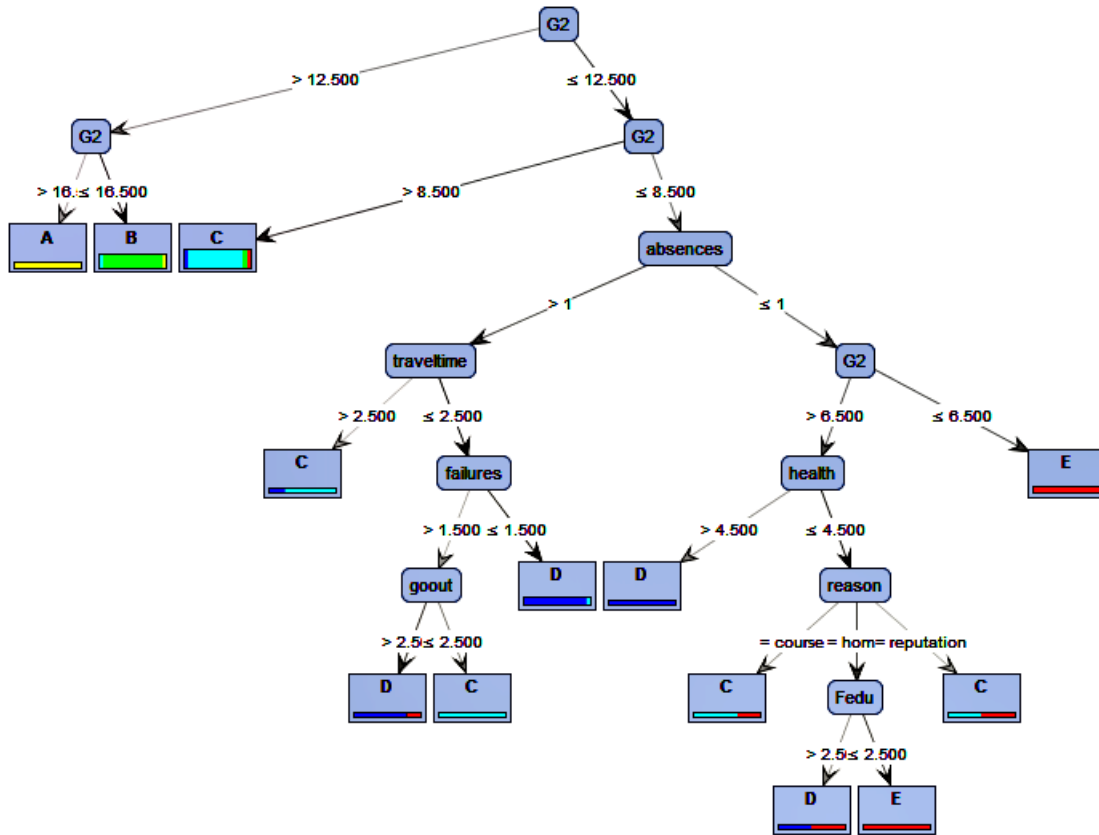 G2
> 12.500 ≤ 12.500
G2 G2
> 16. ≤ 16.500 > 8.500 ≤ 8.500
A B C
absences
> 1 ≤ 1
traveltime G2
> 2.500 ≤ 2.500 > 6.500 ≤ 6.500
C failures health E
> 1.500 ≤ 1.500 > 4.500 ≤ 4.500
goout D D reason
> 2.5 ≤ 2.500 = course = hom = reputation
D C C Fedu C
> 2.5 ≤ 2.500
D E